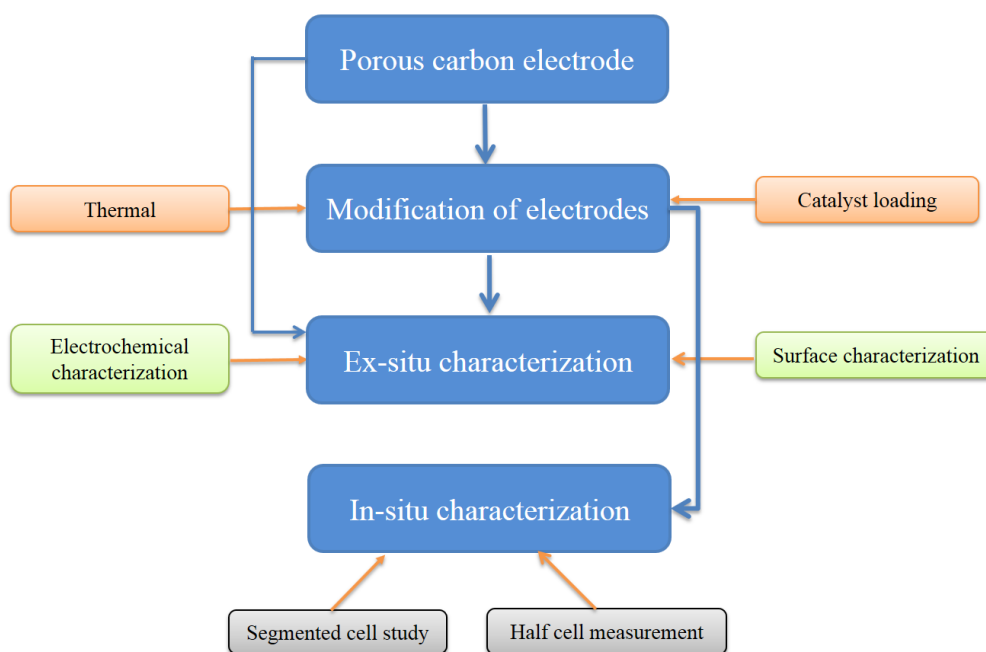 Porous carbon electrode
Thermal
Modification of electrodes
Catalyst loading
Electrochemical
characterization
Ex-situ characterization
Surface characterization
In-situ characterization
Segmented cell study
Half cell measurement